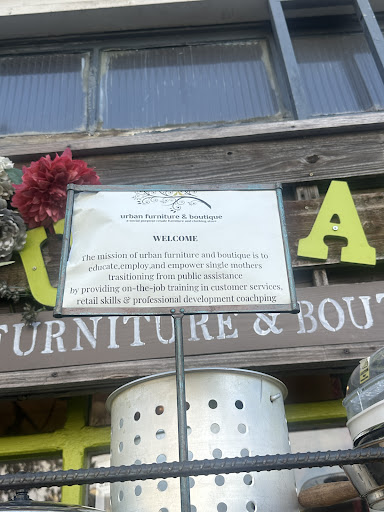 urban furniture & boutique
WELCOME
The mission of urban furniture and boutique is to
educate,employ,and empower single mothers
trasitioning from public assistance
by providing on-the-job training in customer services,
retail skills & professional development coachping
U A
FURNITURE & BOUT